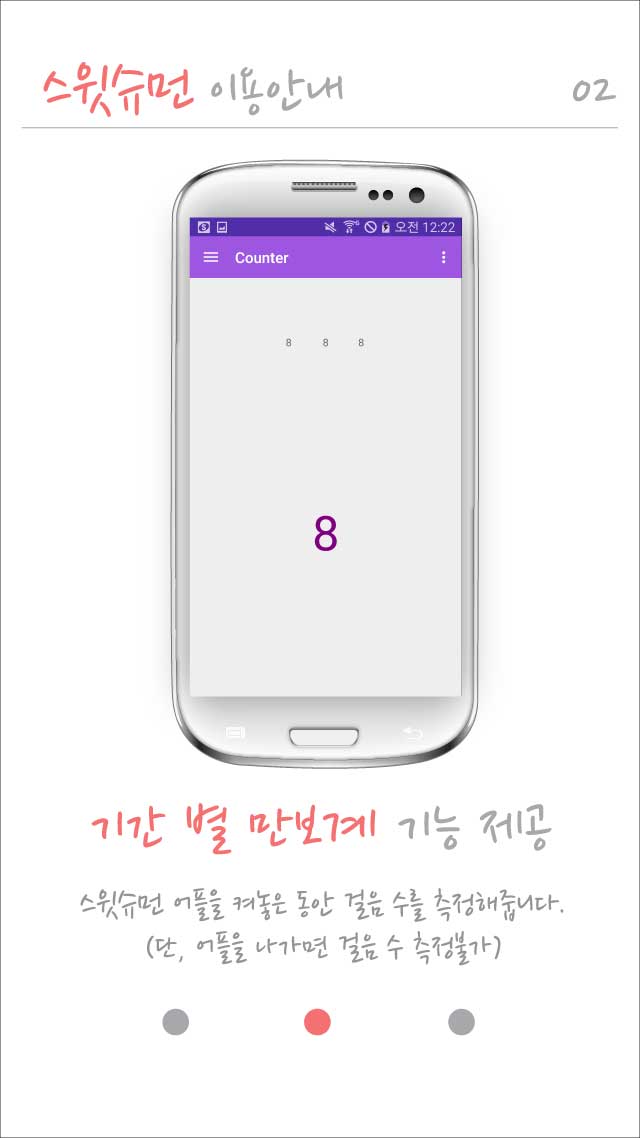 스윗슈먼 이용안내 02
오전 12:22
Counter
8 8 8
8
기간 별 만보계 기능 제공
스윗슈먼 어플을 켜놓은 동안 걸음 수를 측정해줍니다.
(단, 어플을 나가면 걸음 수 측정불가)